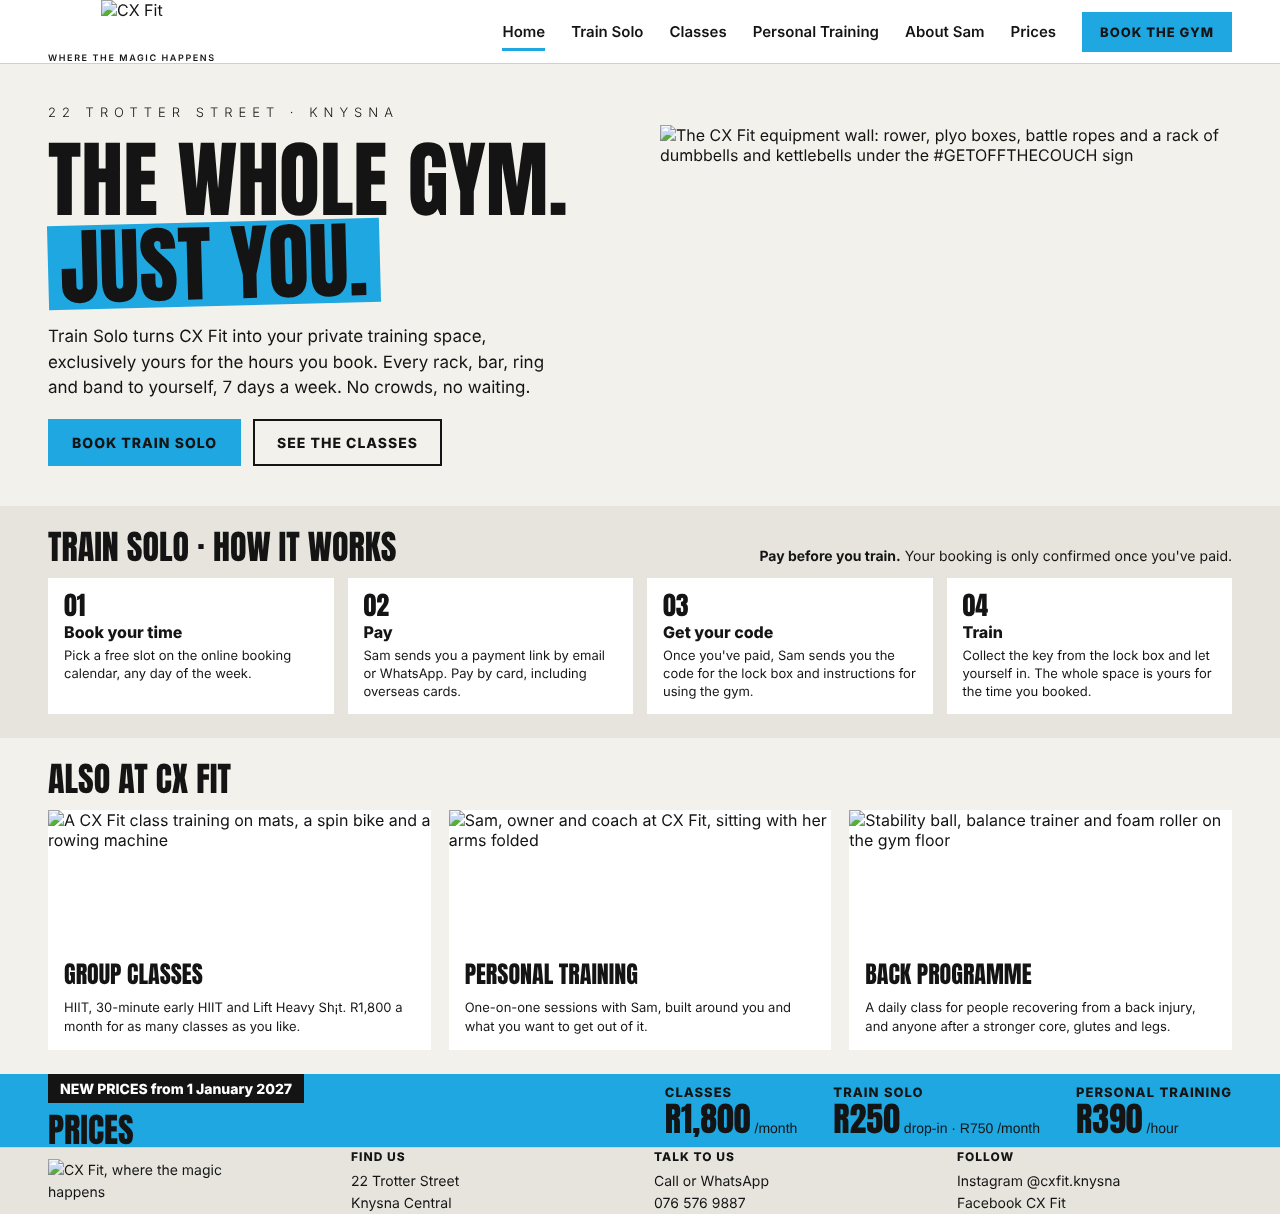 CX Fit
WHERE THE MAGIC HAPPENS
Home
Train Solo
Classes
Personal Training
About Sam
Prices
BOOK THE GYM
22 TROTTER STREET · KNYSNA
THE WHOLE GYM.
JUST YOU.
Train Solo turns CX Fit into your private training space,
exclusively yours for the hours you book. Every rack, bar, ring
and band to yourself, 7 days a week. No crowds, no waiting.
BOOK TRAIN SOLO
SEE THE CLASSES
The CX Fit equipment wall: rower, plyo boxes, battle ropes and a rack of
dumbbells and kettlebells under the #GETOFFTHECOUCH sign
TRAIN SOLO · HOW IT WORKS
Pay before you train. Your booking is only confirmed once you've paid.
01
Book your time
Pick a free slot on the online booking
calendar, any day of the week.
02
Pay
Sam sends you a payment link by email
or WhatsApp. Pay by card, including
overseas cards.
03
Get your code
Once you've paid, Sam sends you the
code for the lock box and instructions for
using the gym.
04
Train
Collect the key from the lock box and let
yourself in. The whole space is yours for
the time you booked.
ALSO AT CX FIT
A CX Fit class training on mats, a spin bike and a
rowing machine
GROUP CLASSES
HIIT, 30-minute early HIIT and Lift Heavy Sh¡t. R1,800 a
month for as many classes as you like.
Sam, owner and coach at CX Fit, sitting with her
arms folded
PERSONAL TRAINING
One-on-one sessions with Sam, built around you and
what you want to get out of it.
Stability ball, balance trainer and foam roller on
the gym floor
BACK PROGRAMME
A daily class for people recovering from a back injury,
and anyone after a stronger core, glutes and legs.
NEW PRICES from 1 January 2027
PRICES
CLASSES
R1,800 /month
TRAIN SOLO
R250 drop-in · R750 /month
PERSONAL TRAINING
R390 /hour
CX Fit, where the magic
happens
FIND US
22 Trotter Street
Knysna Central
TALK TO US
Call or WhatsApp
076 576 9887
FOLLOW
Instagram @cxfit.knysna
Facebook CX Fit